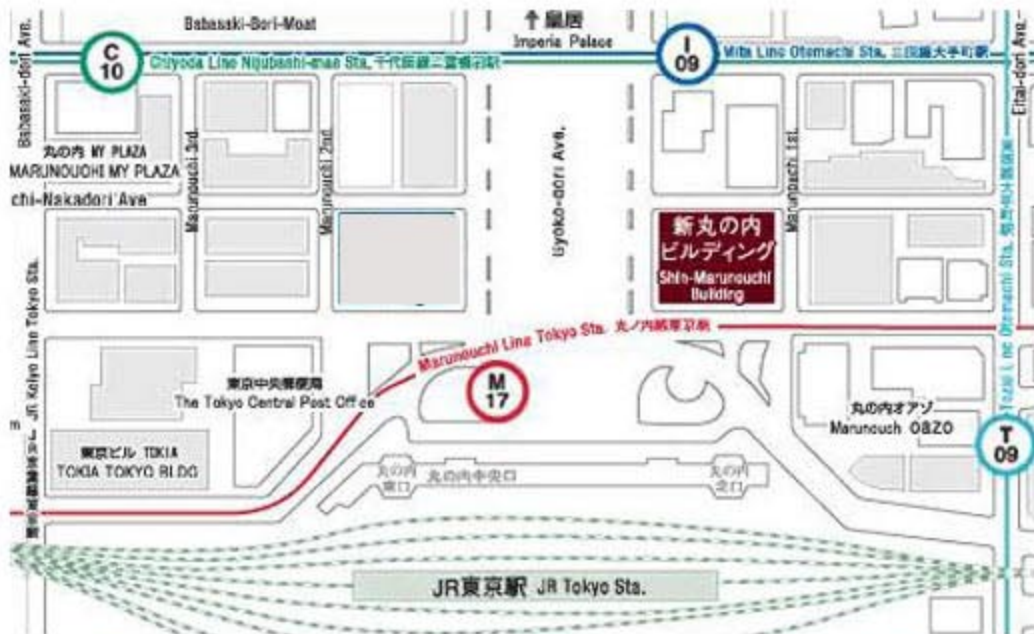 Babasaki-Bori-Moat
↑皇居
Imperia Palace
C
10
Chiyoda Line Nijubashi-mae Sta. 千代田線二重橋前駅
I
09
Mita Line Otemachi Sta. 三田線大手町駅
Babasaki-dori Ave.
Eitai-dori Ave.
丸の内 MY PLAZA
MARUNOUCHI MY PLAZA
Marunouchi 3rd.
Marunouchi 2nd.
Gyoko-dori Ave.
Marunouchi 1st.
chi-Nakadori Ave
新丸の内
ビルディング
Shin-Marunouchi
Building
JR Keiyo Line Tokyo Sta.
Tozai Line Otemachi Sta.
Marunouchi Line Tokyo Sta. 丸ノ内線東京駅
M
17
東京中央郵便局
The Tokyo Central Post Office
東京ビル TOKIA
TOKIA TOKYO BLDG
丸の内オアゾ
Marunouch OAZO
T
09
丸の内
南口
丸の内中央口
丸の内
北口
JR東京駅 JR Tokyo Sta.